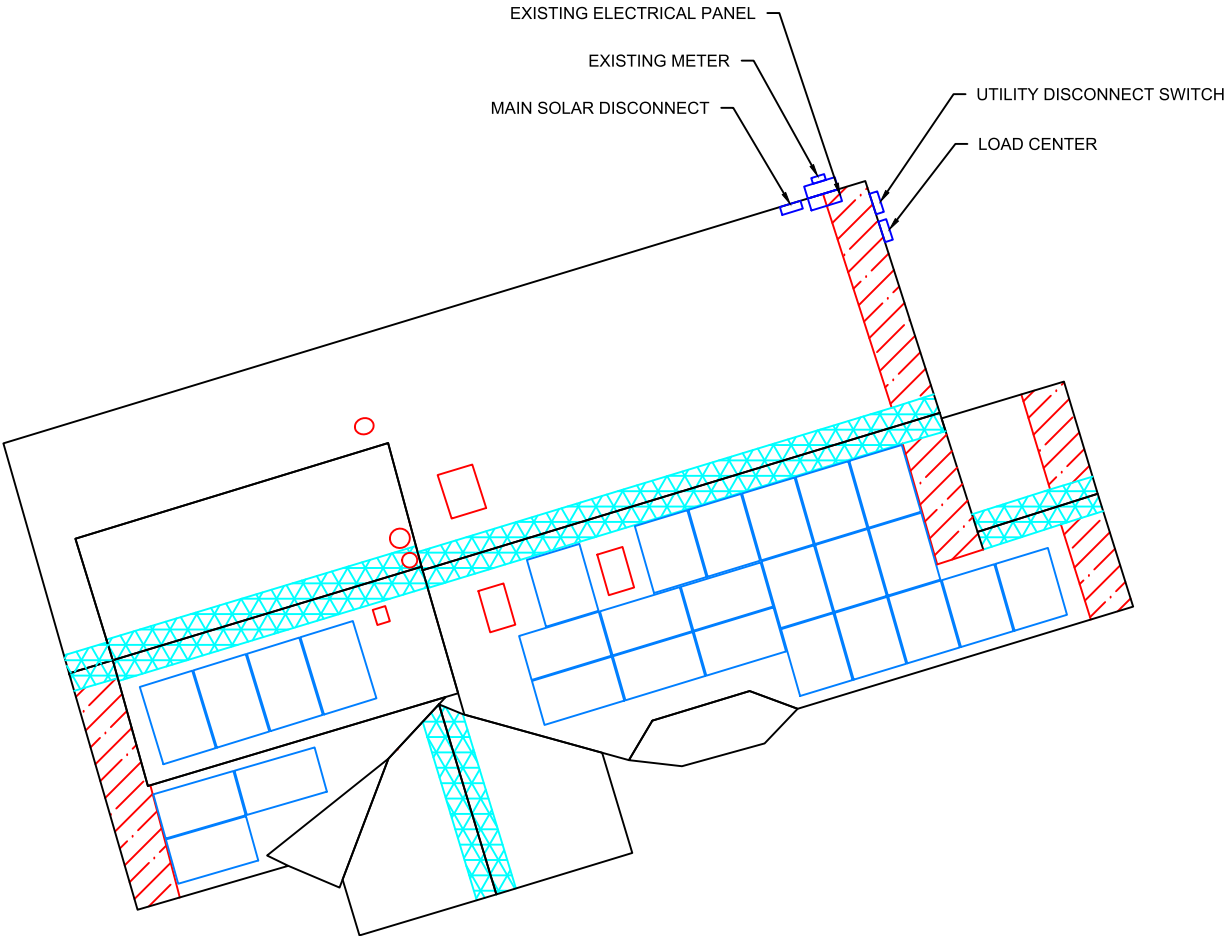 EXISTING ELECTRICAL PANEL
EXISTING METER
MAIN SOLAR DISCONNECT
UTILITY DISCONNECT SWITCH
LOAD CENTER